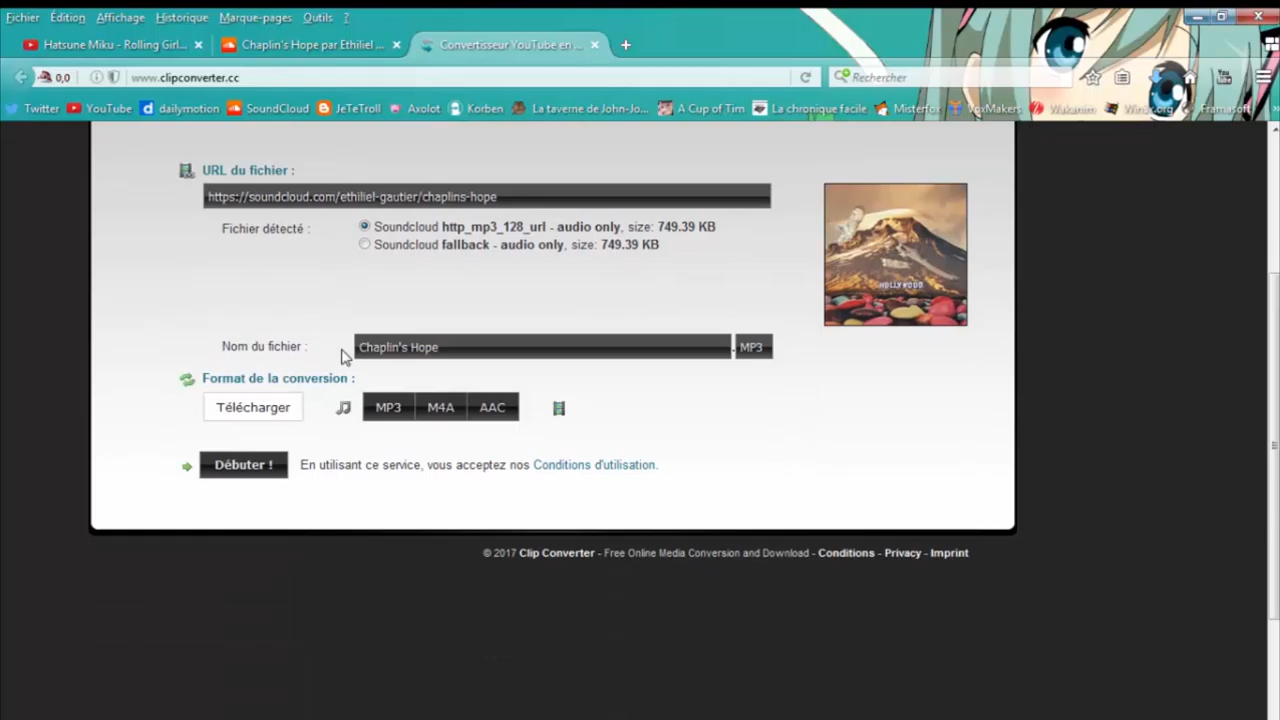 Fichier Édition Affichage Historique Marque-pages Outils ?
Hatsune Miku - Rolling Girl... Chaplin's Hope par Ethiliel ... Convertisseur YouTube en ...
0,0 www.clipconverter.cc Rechercher
Twitter YouTube dailymotion SoundCloud JeTeTroll Axolot Korben La taverne de John-Jo... A Cup of Tim La chronique facile Misterfox VoxMakers Wakanim Framasoft
URL du fichier :
https://soundcloud.com/ethiliel-gautier/chaplins-hope
Fichier détecté :
Soundcloud http_mp3_128_url - audio only, size: 749.39 KB
Soundcloud fallback - audio only, size: 749.39 KB
HOLLYWOOD
Nom du fichier : Chaplin's Hope . MP3
Format de la conversion :
Télécharger MP3 M4A AAC
Débuter ! En utilisant ce service, vous acceptez nos Conditions d'utilisation.
© 2017 Clip Converter - Free Online Media Conversion and Download - Conditions - Privacy - Imprint